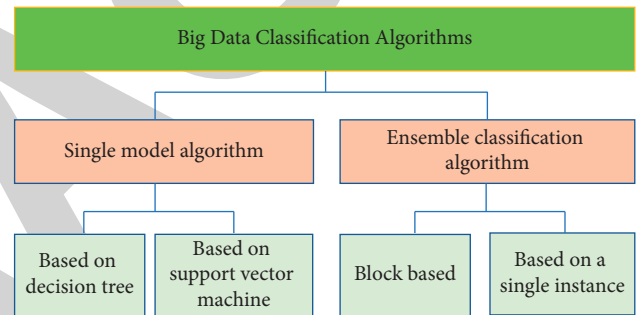 Big Data Classification Algorithms
Single model algorithm
Ensemble classification
algorithm
Based on
decision tree
Based on
support vector
machine
Block based
Based on a
single instance